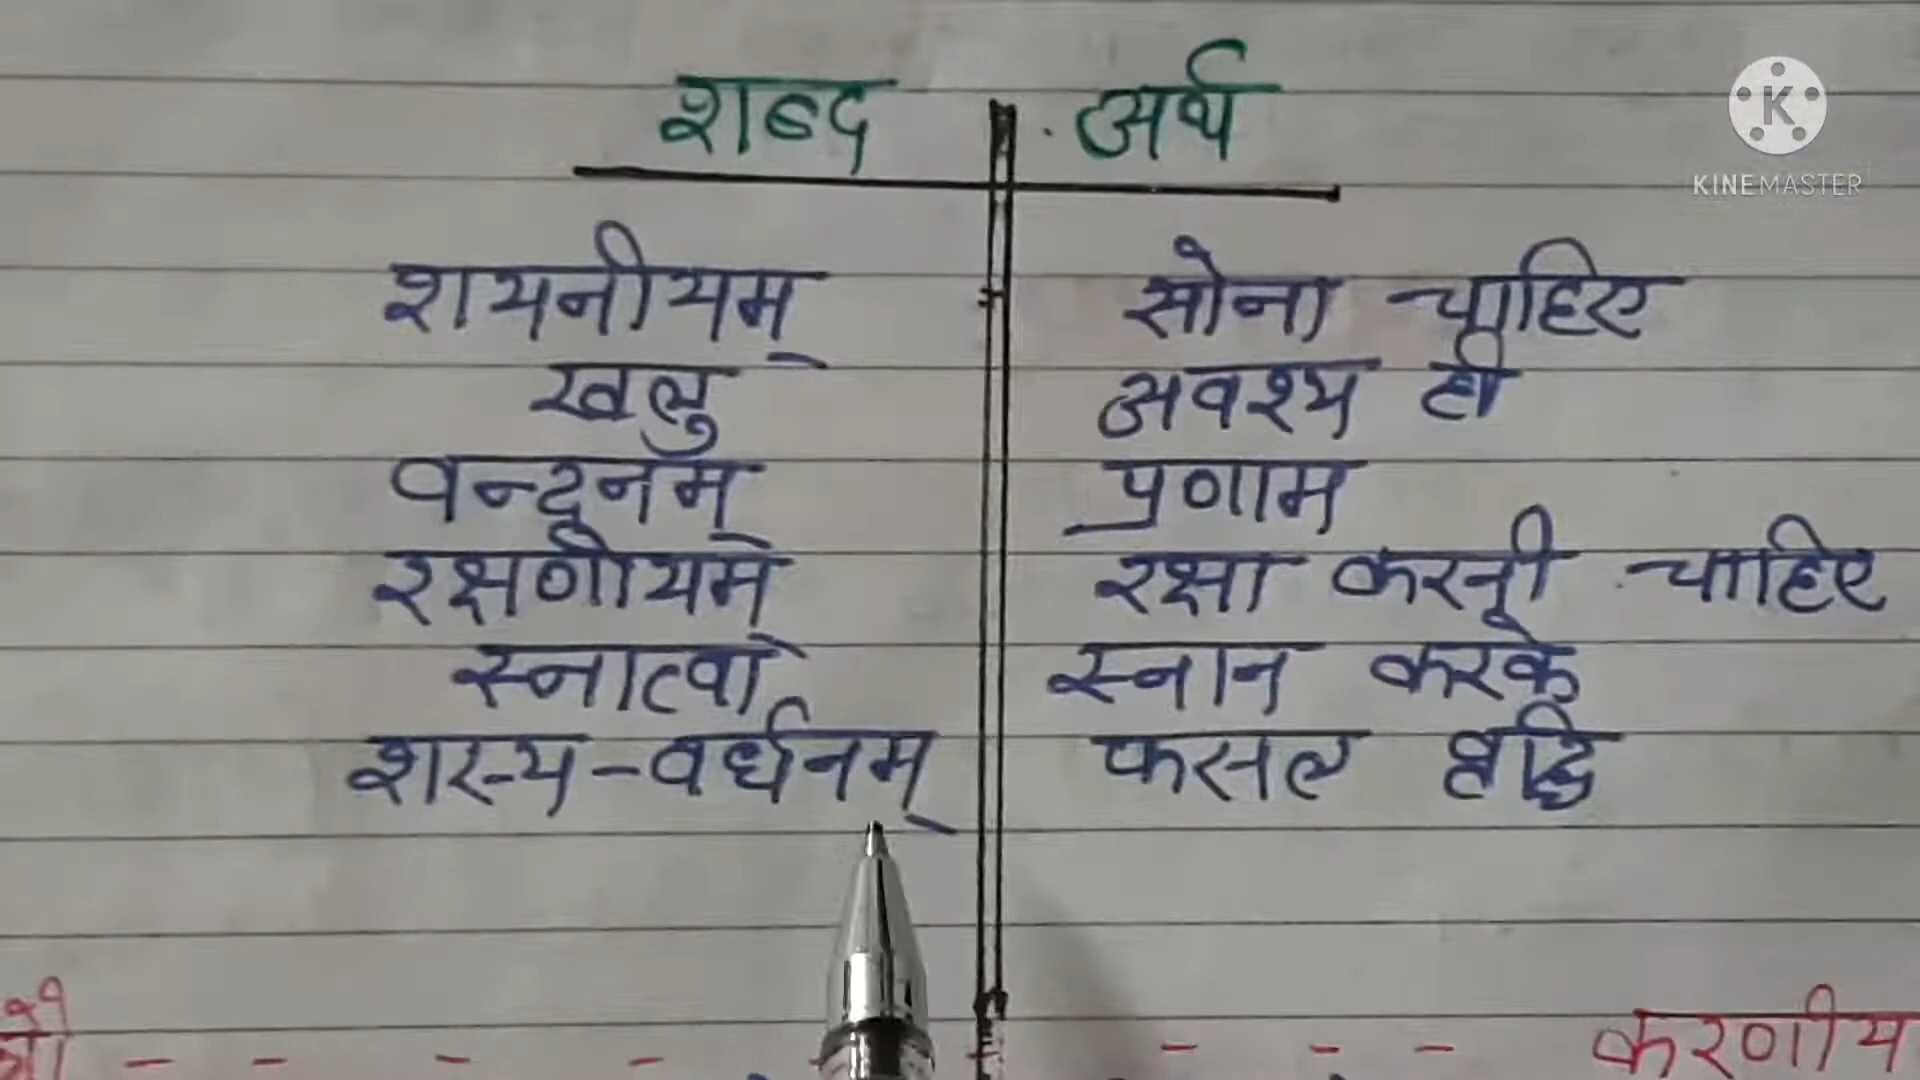 शब्द अर्थ
KINEMASTER
शयनीयम् सोना चाहिए
खलु अवश्य ही
वन्दनम् प्रणाम
रक्षणीयम् रक्षा करनी चाहिए
स्नात्वा स्नान करके
शस्य-वर्धनम् फसल वृद्धि
करणीय